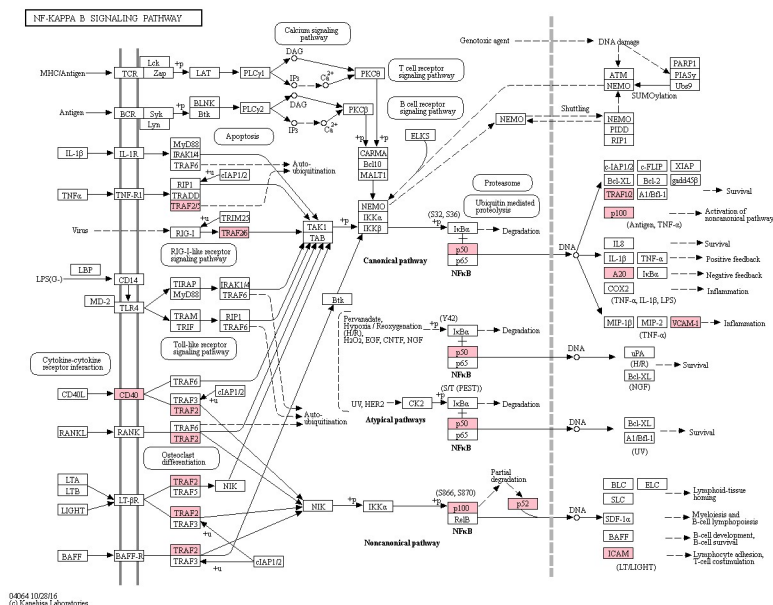 NF-KAPPA B SIGNALING PATHWAY
Calcium signaling
pathway
DAG
Genotoxic agent
DNA damage
Lck
Zap
+p
MHC/Antigen
TCR
LAT
PLCγ1
IP3
Ca2+
PKCθ
T cell receptor
signaling pathway
ATM
NEMO
PARP1
PIASy
Ubc9
SUMOylation
+p
DAG
Antigen
BCR
Syk
Lyn
BLNK
Btk
PLCγ2
IP3
Ca2+
PKCβ
B cell receptor
signaling pathway
Shuttling
NEMO
NEMO
PIDD
RIP1
Apoptosis
+p
+p
ELKS
CARMA
Bcl10
MALT1
IL-1β
IL-1R
MyD88
IRAK1/4
TRAF6
Auto-
ubiquitination
+u
cIAP1/2
Proteasome
Ubiquitin mediated
proteolysis
c-IAP1/2
c-FLIP
XIAP
Bcl-XL
Bcl-2
gadd45β
TRAF1/2
A1/Bfl-1
Survival
TNFα
TNF-R1
RIP1
TRADD
TRAF2/5
NEMO
IKKα
IKKβ
p100
Activation of
noncanonical pathway
(Antigen, TNF-α)
Virus
RIG-I
+u
TRIM25
TRAF2/6
TAK1
TAB
+p
+p
(S32, S36)
IκBα
Degradation
p50
p65
NFκB
Canonical pathway
DNA
IL8
Survival
IL-1β
TNF-α
Positive feedback
A20
IκBα
Negative feedback
COX2
Inflammation
(TNF-α, IL-1β, LPS)
RIG-I-like receptor
signaling pathway
LBP
LPS(G-)
CD14
MD-2
TLR4
TIRAP
MyD88
IRAK1/4
TRAF6
TRAM
TRIF
RIP1
TRAF6
Btk
Pervanadate,
Hypoxia / Reoxygenation
(H/R),
H2O2, EGF, CNTF, NGF
+p
(Y42)
IκBα
Degradation
p50
p65
NFκB
DNA
MIP-1β
MIP-2
VCAM-1
Inflammation
(TNF-α)
uPA
(H/R)
Bcl-XL
(NGF)
Survival
Toll-like receptor
signaling pathway
Cytokine-cytokine
receptor interaction
CD40L
CD40
TRAF6
TRAF3
TRAF2
+u
cIAP1/2
Auto-
ubiquitination
RANKL
RANK
TRAF6
TRAF2
UV, HER2
CK2
+p
(S/T (PEST))
IκBα
Degradation
p50
p65
NFκB
Atypical pathways
DNA
Bcl-XL
A1/Bfl-1
(UV)
Survival
Osteoclast
differentiation
LTA
LTB
LIGHT
LT-βR
TRAF2
TRAF5
NIK
TRAF2
TRAF3
+u
NIK
+p
IKKα
+p
(S866, S870)
p100
RelB
NFκB
Partial
degradation
p52
Noncanonical pathway
DNA
BLC
ELC
SLC
Lymphoid-tissue
homing
SDF-1α
Myeloiesis and
B-cell lymphopoiesis
BAFF
B-cell development,
B-cell survival
ICAM
Lymphocyte adhesion,
T-cell costimulation
(LT/LIGHT)
BAFF
BAFF-R
TRAF2
TRAF3
+u
cIAP1/2
04064 10/28/16
(c) Kanehisa Laboratories